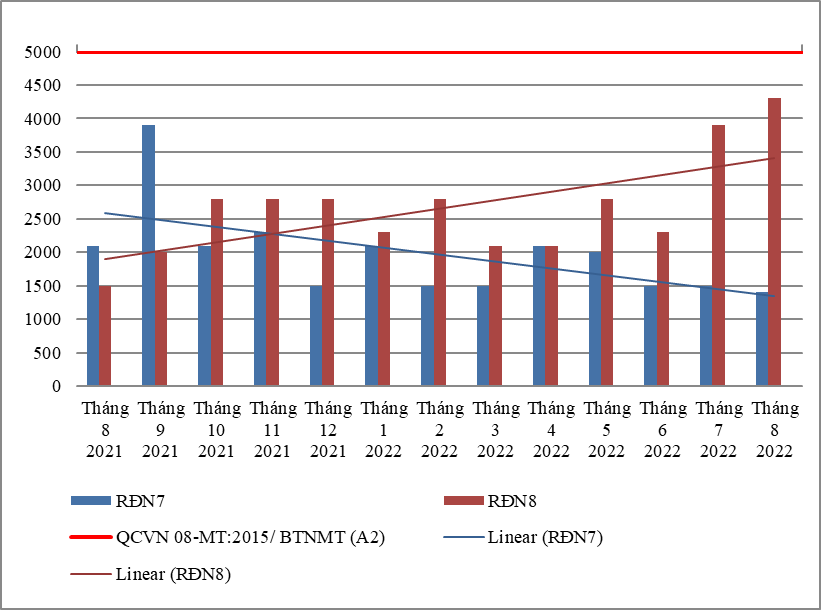 5000
4500
4000
3500
3000
2500
2000
1500
1000
500
0
Tháng Tháng Tháng Tháng Tháng Tháng Tháng Tháng Tháng Tháng Tháng Tháng Tháng
8 9 10 11 12 1 2 3 4 5 6 7 8
2021 2021 2021 2021 2021 2022 2022 2022 2022 2022 2022 2022 2022
RĐN7 RĐN8
QCVN 08-MT:2015/ BTNMT (A2) Linear (RĐN7)
Linear (RĐN8)